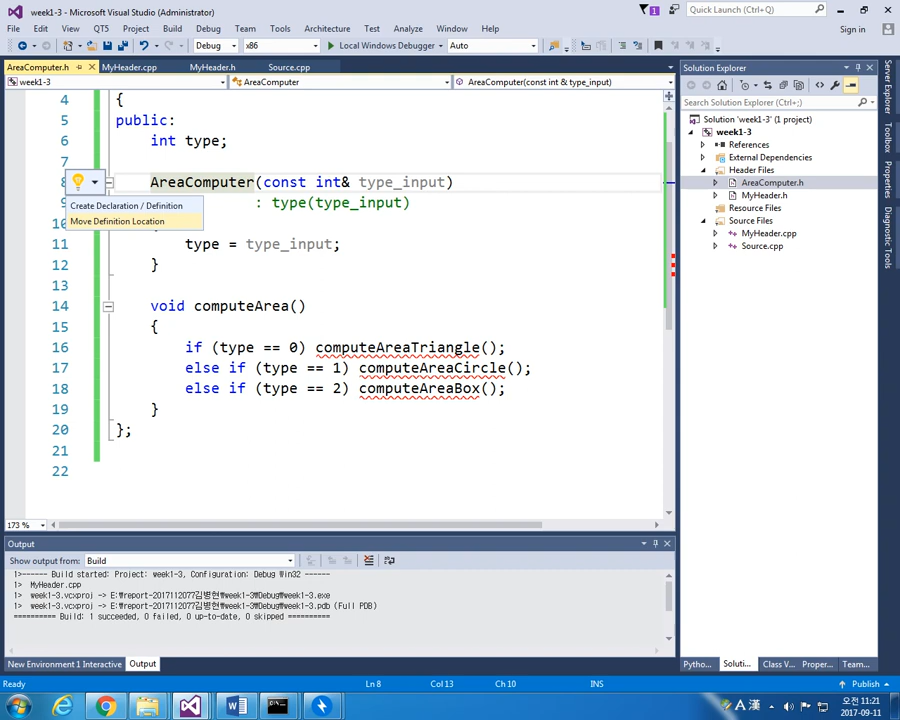 week1-3 - Microsoft Visual Studio (Administrator)
1
Quick Launch (Ctrl+Q)
File Edit View QT5 Project Build Debug Team Tools Architecture Test Analyze Window Help
Sign in
Debug x86 Local Windows Debugger Auto
AreaComputer.h MyHeader.cpp MyHeader.h Source.cpp
week1-3 AreaComputer AreaComputer(const int & type_input)
4 {
5 public:
6 int type;
7
8 AreaComputer(const int& type_input)
9 : type(type_input)
Create Declaration / Definition
Move Definition Location
10
11 type = type_input;
12 }
13
14 void computeArea()
15 {
16 if (type == 0) computeAreaTriangle();
17 else if (type == 1) computeAreaCircle();
18 else if (type == 2) computeAreaBox();
19 }
20 };
21
22
173 %
Solution Explorer
Search Solution Explorer (Ctrl+;)
Solution 'week1-3' (1 project)
week1-3
References
External Dependencies
Header Files
AreaComputer.h
MyHeader.h
Resource Files
Source Files
MyHeader.cpp
Source.cpp
Server Explorer
Toolbox
Properties
Diagnostic Tools
Output
Show output from: Build
1>------ Build started: Project: week1-3, Configuration: Debug Win32 ------
1> MyHeader.cpp
1> week1-3.vcxproj -> E:₩report-2017112077김병현₩week1-3₩Debug₩week1-3.exe
1> week1-3.vcxproj -> E:₩report-2017112077김병현₩week1-3₩Debug₩week1-3.pdb (Full PDB)
========== Build: 1 succeeded, 0 failed, 0 up-to-date, 0 skipped ==========
New Environment 1 Interactive Output
Pytho... Soluti... Class V... Proper... Team...
Ready Ln 8 Col 13 Ch 10 INS Publish
A 漢
오전 11:21
2017-09-11